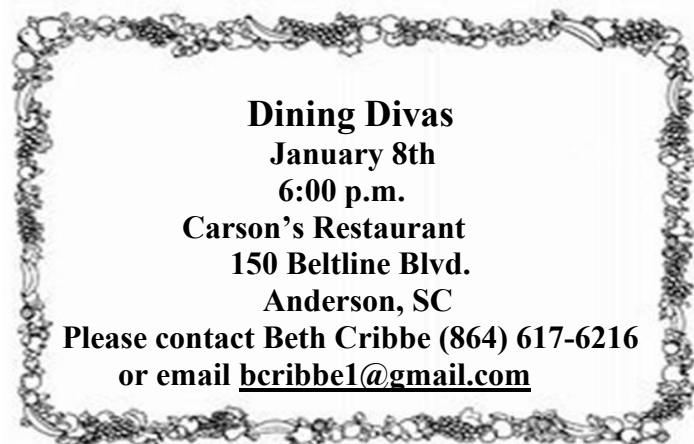 Dining Divas
January 8th
6:00 p.m.
Carson’s Restaurant
150 Beltline Blvd.
Anderson, SC
Please contact Beth Cribbe (864) 617-6216
or email bcribbe1@gmail.com